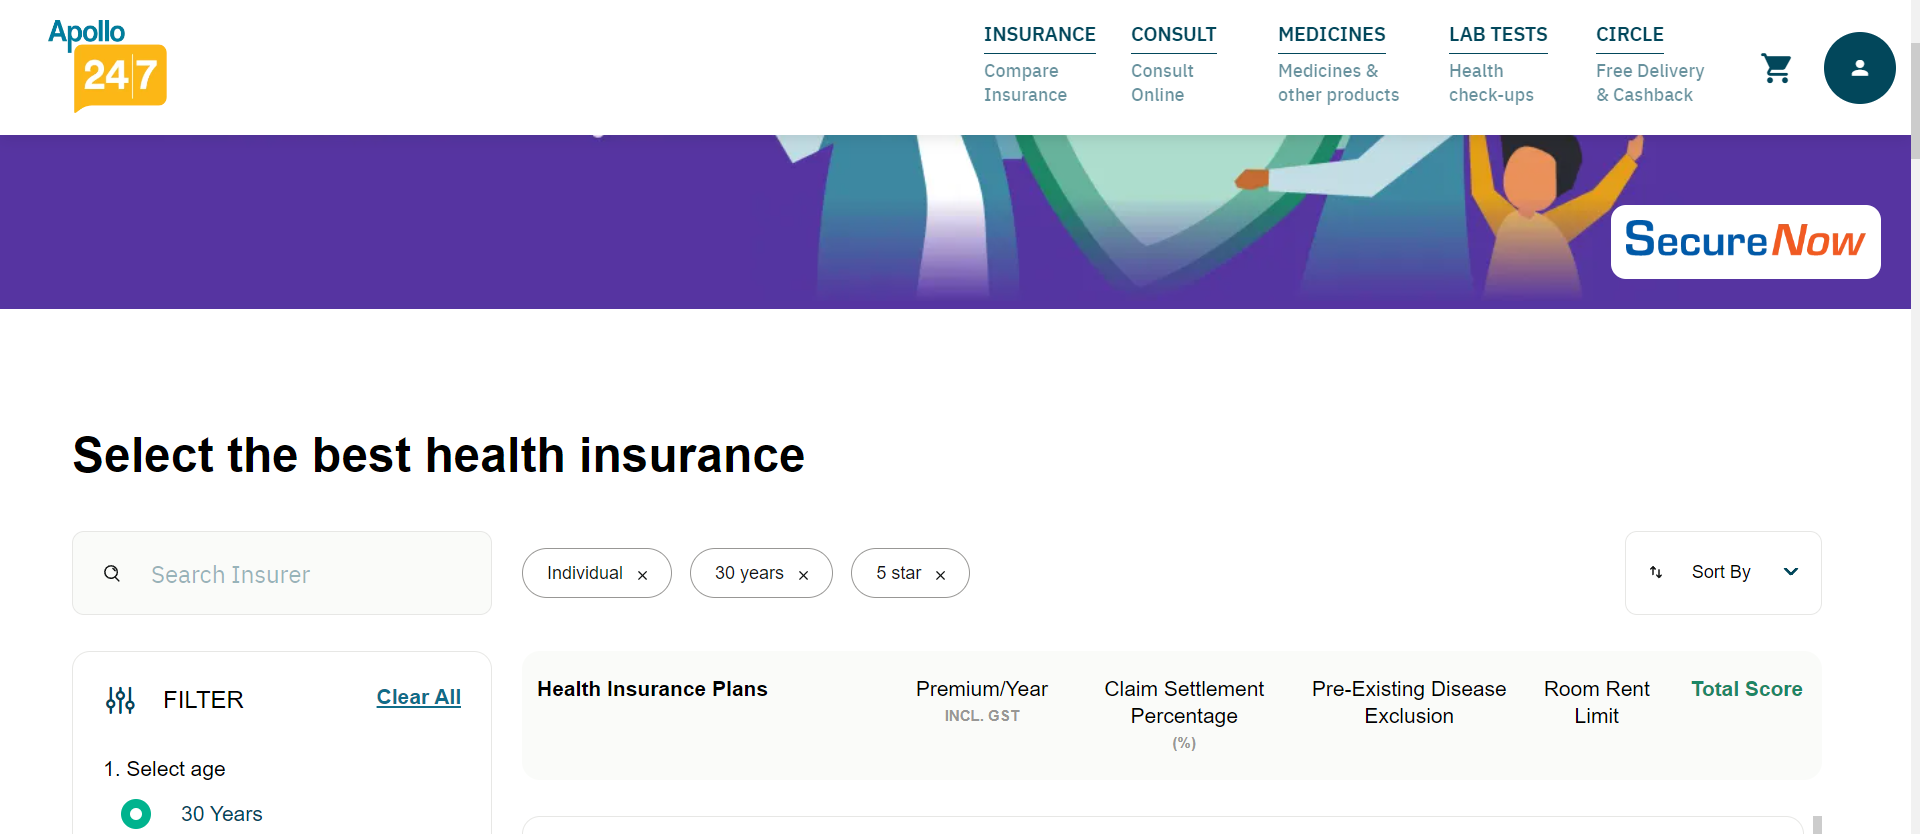 Apollo
24|7
INSURANCE
Compare
Insurance
CONSULT
Consult
Online
MEDICINES
Medicines &
other products
LAB TESTS
Health
check-ups
CIRCLE
Free Delivery
& Cashback
SecureNow
Select the best health insurance
Search Insurer
Individual ×
30 years ×
5 star ×
Sort By
FILTER
Clear All
1. Select age
30 Years
Health Insurance Plans
Premium/Year
INCL. GST
Claim Settlement
Percentage
(%)
Pre-Existing Disease
Exclusion
Room Rent
Limit
Total Score